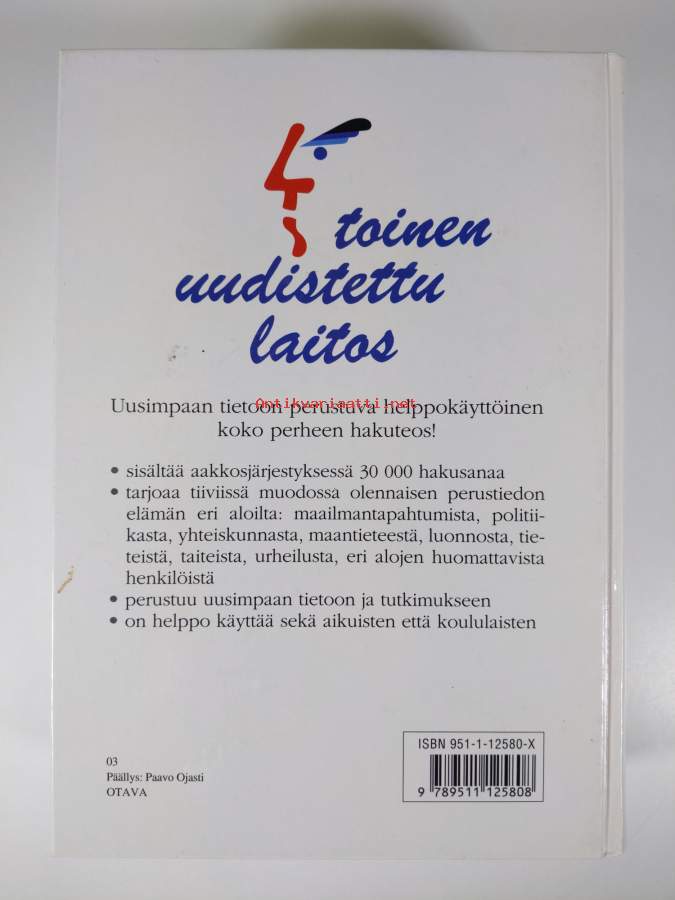 toinen
uudistettu
laitos
Uusimpaan tietoon perustuva helppokäyttöinen
Antikvariaatti.net
koko perheen hakuteos!
• sisältää aakkosjärjestyksessä 30 000 hakusanaa
• tarjoaa tiiviissä muodossa olennaisen perustiedon
elämän eri aloilta: maailmantapahtumista, politii-
kasta, yhteiskunnasta, maantieteestä, luonnosta, tie-
teistä, taiteista, urheilusta, eri alojen huomattavista
henkilöistä
• perustuu uusimpaan tietoon ja tutkimukseen
• on helppo käyttää sekä aikuisten että koululaisten
ISBN 951-1-12580-X
9 789511 125808
03
Päällys: Paavo Ojasti
OTAVA